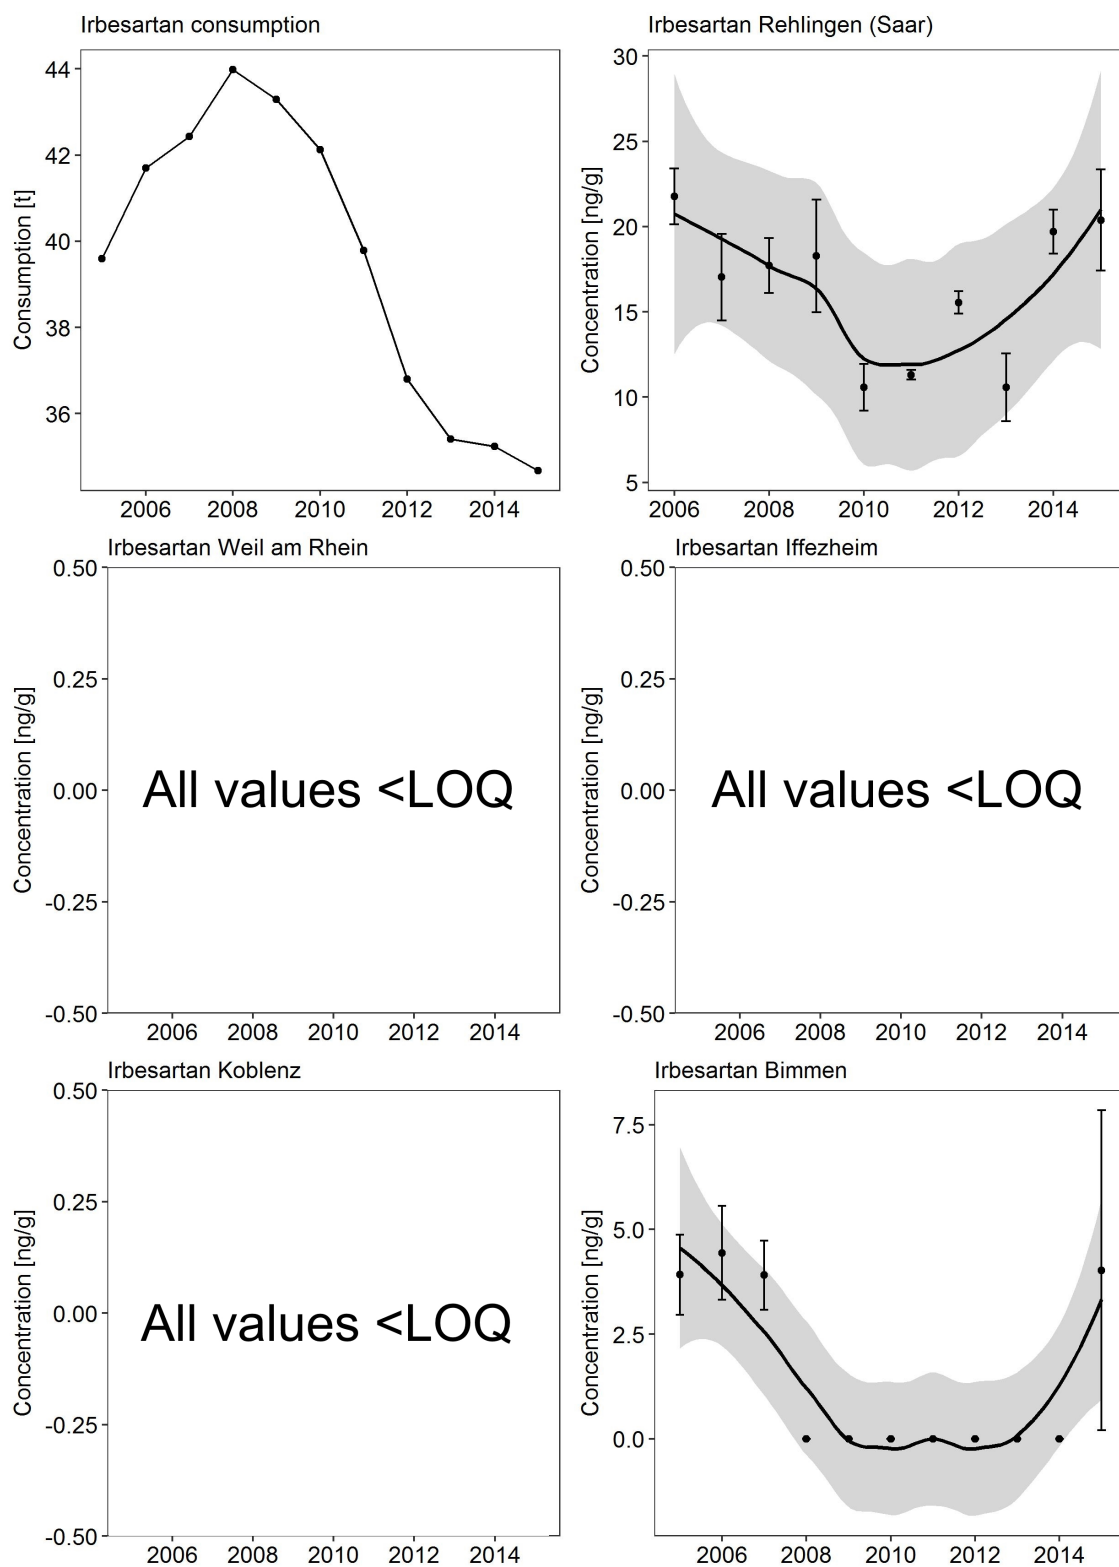 Irbesartan consumption
Consumption [t]
44
42
40
38
36
2006 2008 2010 2012 2014
Irbesartan Rehlingen (Saar)
Concentration [ng/g]
30
25
20
15
10
5
2006 2008 2010 2012 2014
Irbesartan Weil am Rhein
Concentration [ng/g]
0.50
0.25
0.00
-0.25
-0.50
All values <LOQ
2006 2008 2010 2012 2014
Irbesartan Iffezheim
Concentration [ng/g]
0.50
0.25
0.00
-0.25
-0.50
All values <LOQ
2006 2008 2010 2012 2014
Irbesartan Koblenz
Concentration [ng/g]
0.50
0.25
0.00
-0.25
-0.50
All values <LOQ
2006 2008 2010 2012 2014
Irbesartan Bimmen
Concentration [ng/g]
7.5
5.0
2.5
0.0
2006 2008 2010 2012 2014